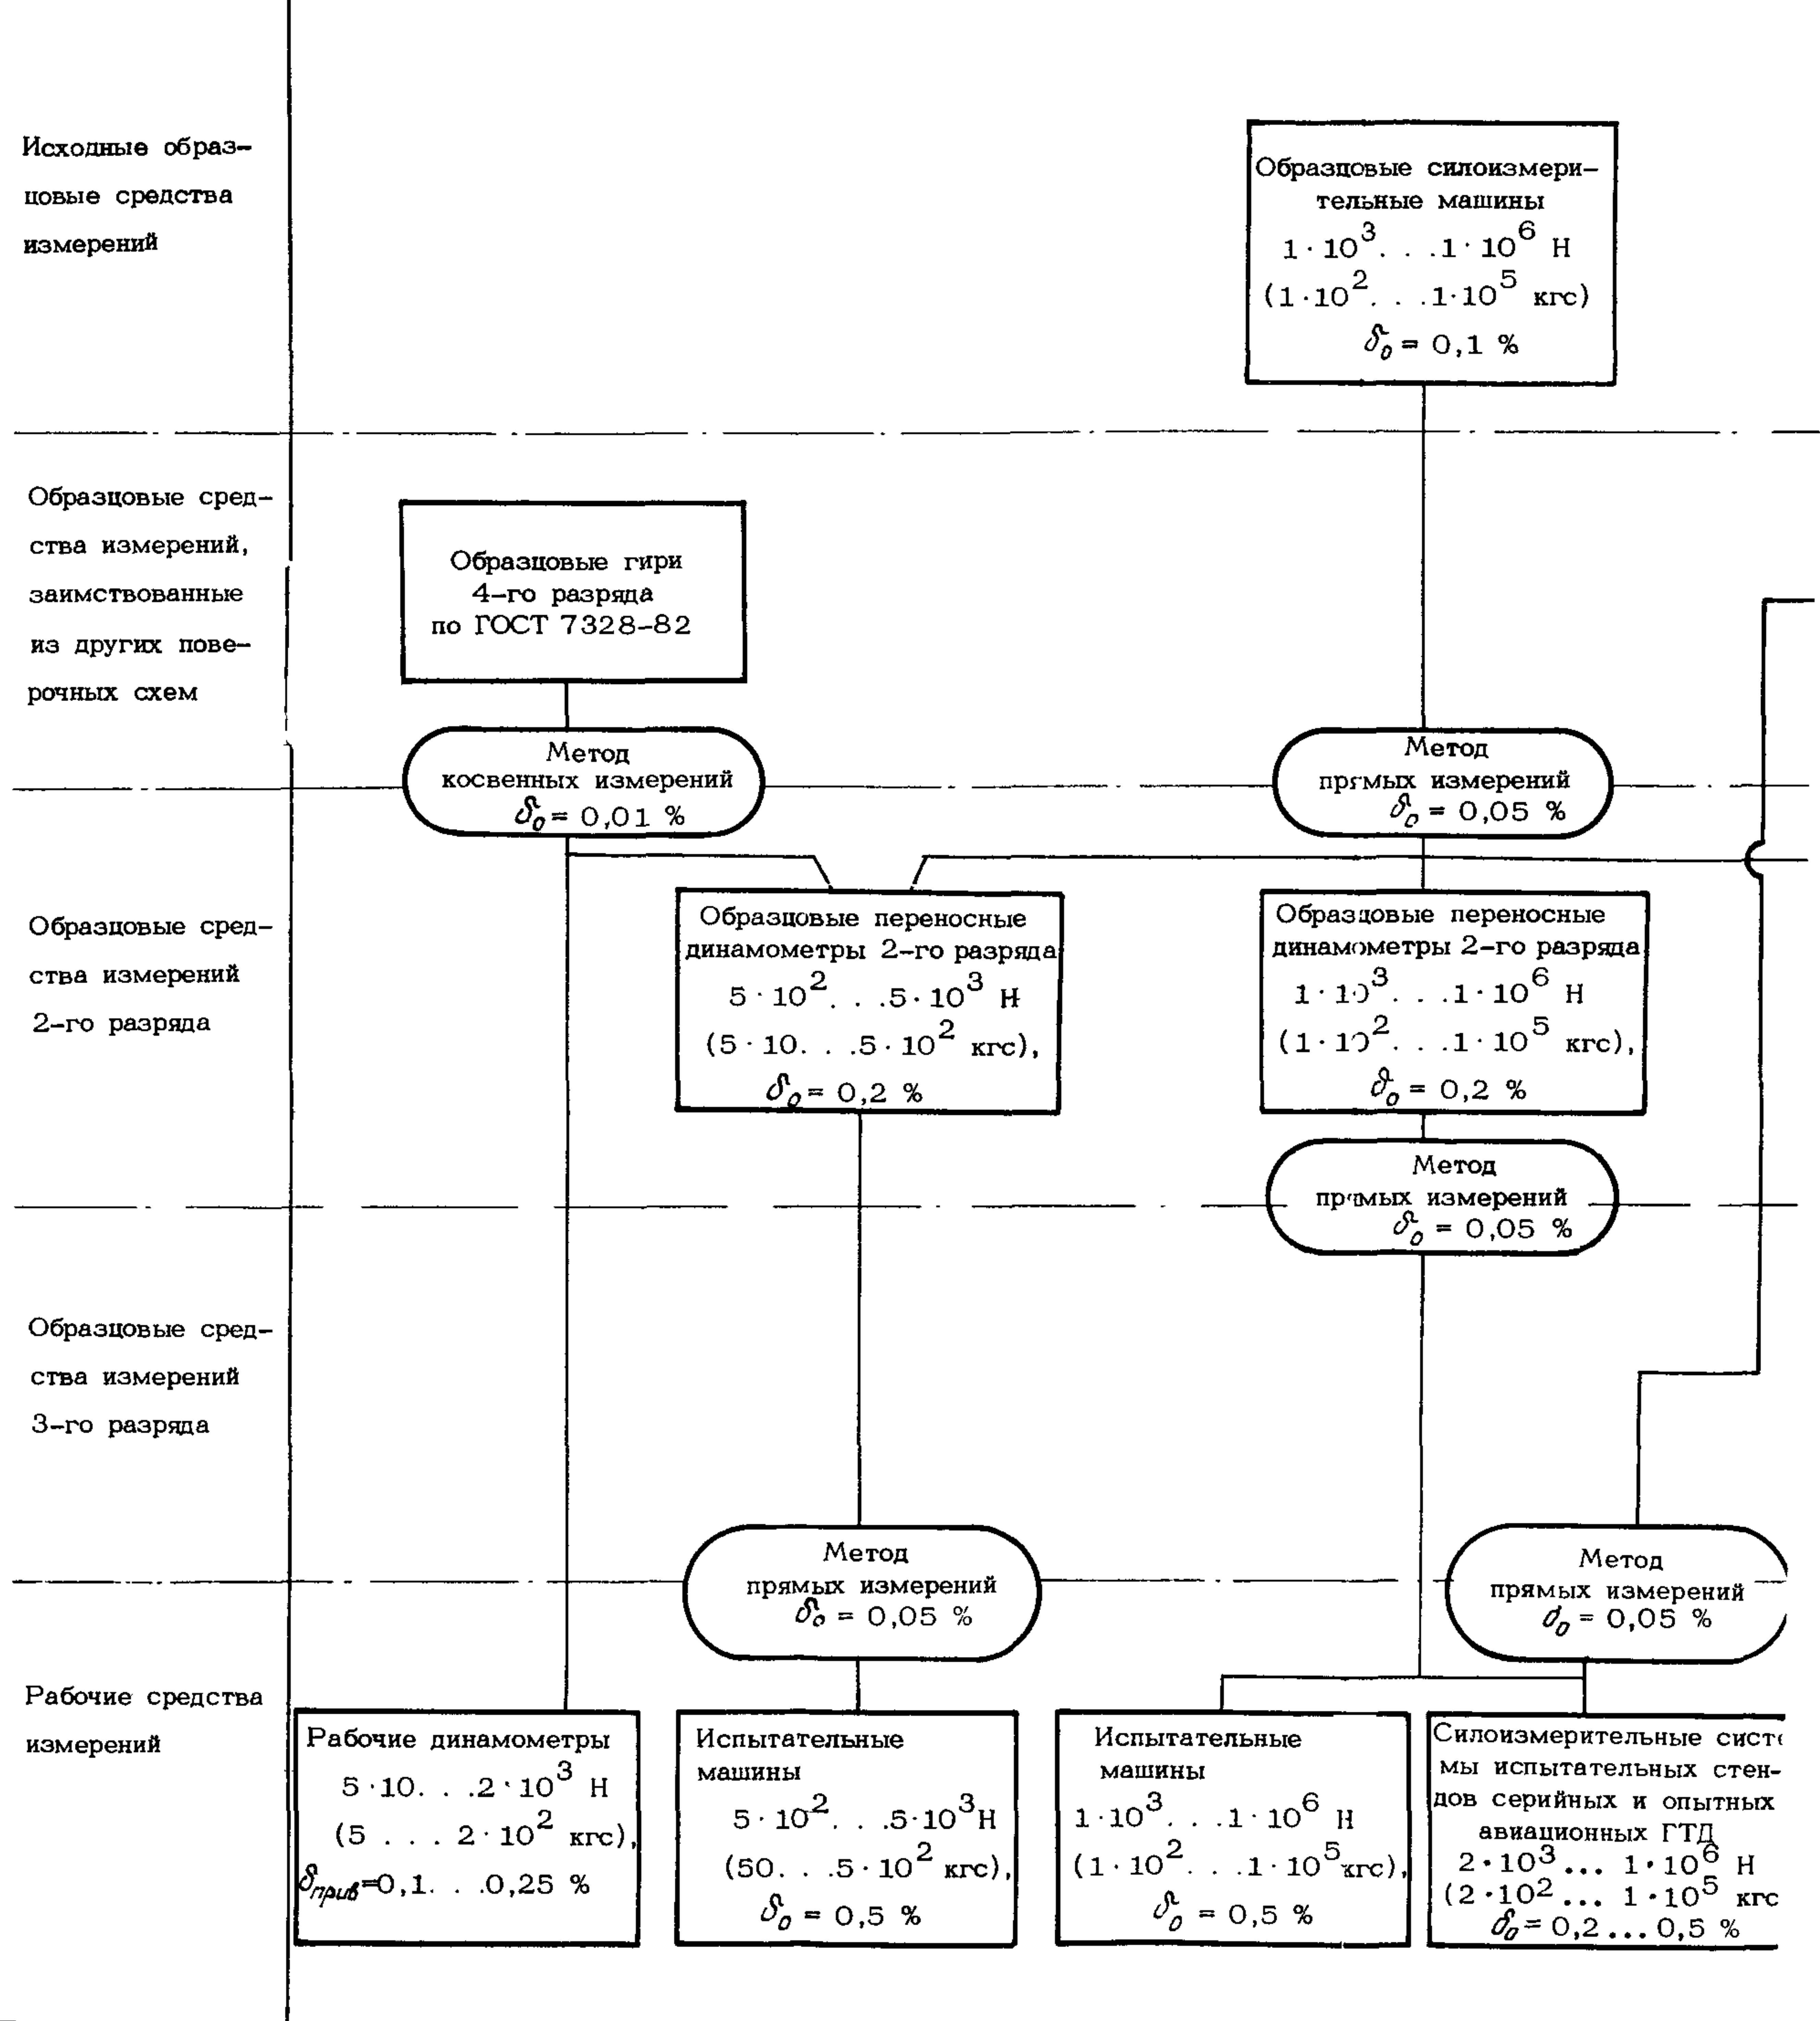 Исходные образ-
цовые средства
измерений
Образцовые силоизмери-
тельные машины
1·10³. . .1·10⁶ Н
(1·10². . .1·10⁵ кгс)
δ₀ = 0,1 %
Образцовые сред-
ства измерений,
заимствованные
из других пове-
рочных схем
Образцовые гири
4-го разряда
по ГОСТ 7328-82
Метод
косвенных измерений
δ₀ = 0,01 %
Метод
прямых измерений
δ₀ = 0,05 %
Образцовые сред-
ства измерений
2-го разряда
Образцовые переносные
динамометры 2-го разряда
5·10². . .5·10³ Н
(5·10. . .5·10² кгс),
δ₀ = 0,2 %
Образцовые переносные
динамометры 2-го разряда
1·10³. . .1·10⁶ Н
(1·10². . .1·10⁵ кгс),
δ₀ = 0,2 %
Метод
прямых измерений
δ₀ = 0,05 %
Образцовые сред-
ства измерений
3-го разряда
Метод
прямых измерений
δ₀ = 0,05 %
Метод
прямых измерений
δ₀ = 0,05 %
Рабочие средства
измерений
Рабочие динамометры
5·10. . .2·10³ Н
(5 . . . 2·10² кгс),
δприв=0,1. . .0,25 %
Испытательные
машины
5·10². . .5·10³Н
(50. . .5·10² кгс),
δ₀ = 0,5 %
Испытательные
машины
1·10³. . .1·10⁶ Н
(1·10². . .1·10⁵кгс),
δ₀ = 0,5 %
Силоизмерительные сист
мы испытательных стен-
дов серийных и опытных
авиационных ГТД
2·10³... 1·10⁶ Н
(2·10²... 1·10⁵ кгс
δ₀ = 0,2... 0,5 %